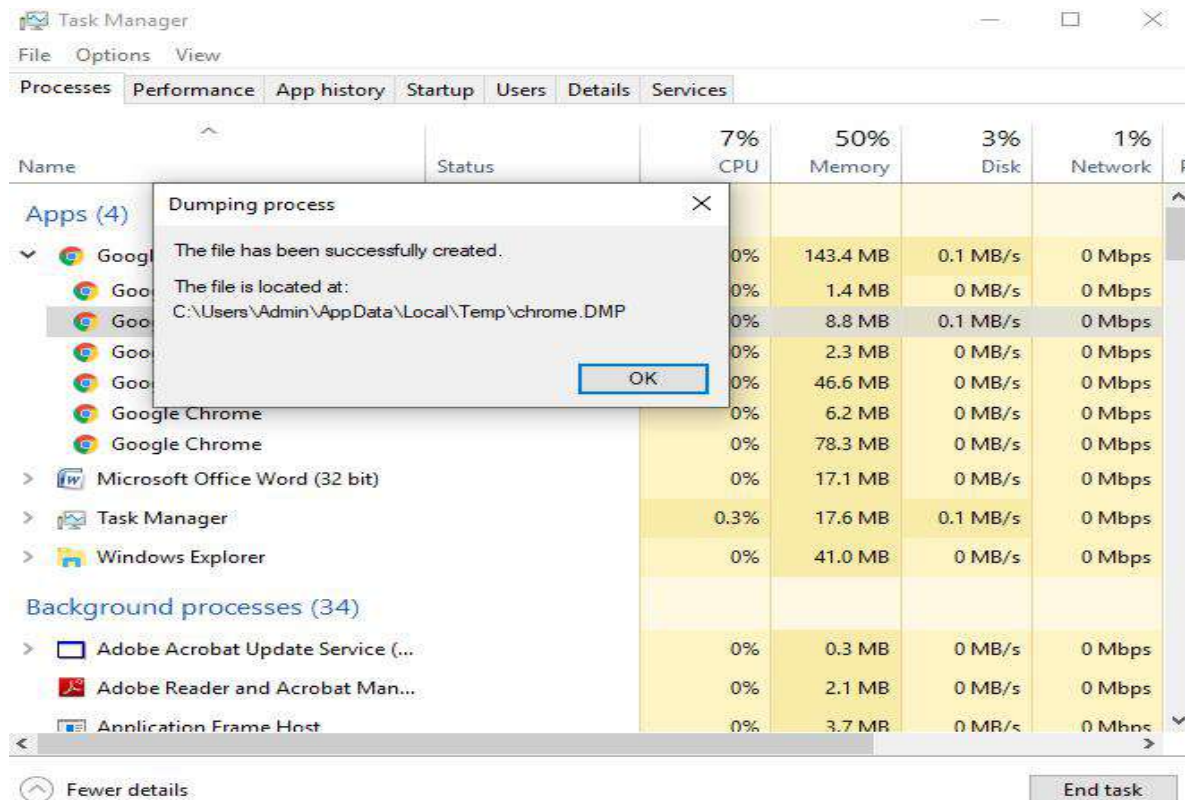 Task Manager
File Options View
Processes Performance App history Startup Users Details Services
7% 50% 3% 1%
Name Status CPU Memory Disk Network
Apps (4)
Dumping process
The file has been successfully created.
The file is located at:
C:\Users\Admin\AppData\Local\Temp\chrome.DMP
OK
Googl 0% 143.4 MB 0.1 MB/s 0 Mbps
Goo 0% 1.4 MB 0 MB/s 0 Mbps
Goo 0% 8.8 MB 0.1 MB/s 0 Mbps
Goo 0% 2.3 MB 0 MB/s 0 Mbps
Goo 0% 46.6 MB 0 MB/s 0 Mbps
Google Chrome 0% 6.2 MB 0 MB/s 0 Mbps
Google Chrome 0% 78.3 MB 0 MB/s 0 Mbps
Microsoft Office Word (32 bit) 0% 17.1 MB 0 MB/s 0 Mbps
Task Manager 0.3% 17.6 MB 0.1 MB/s 0 Mbps
Windows Explorer 0% 41.0 MB 0 MB/s 0 Mbps
Background processes (34)
Adobe Acrobat Update Service (... 0% 0.3 MB 0 MB/s 0 Mbps
Adobe Reader and Acrobat Man... 0% 2.1 MB 0 MB/s 0 Mbps
Application Frame Host 0% 3.7 MB 0 MB/s 0 Mbps
Fewer details End task